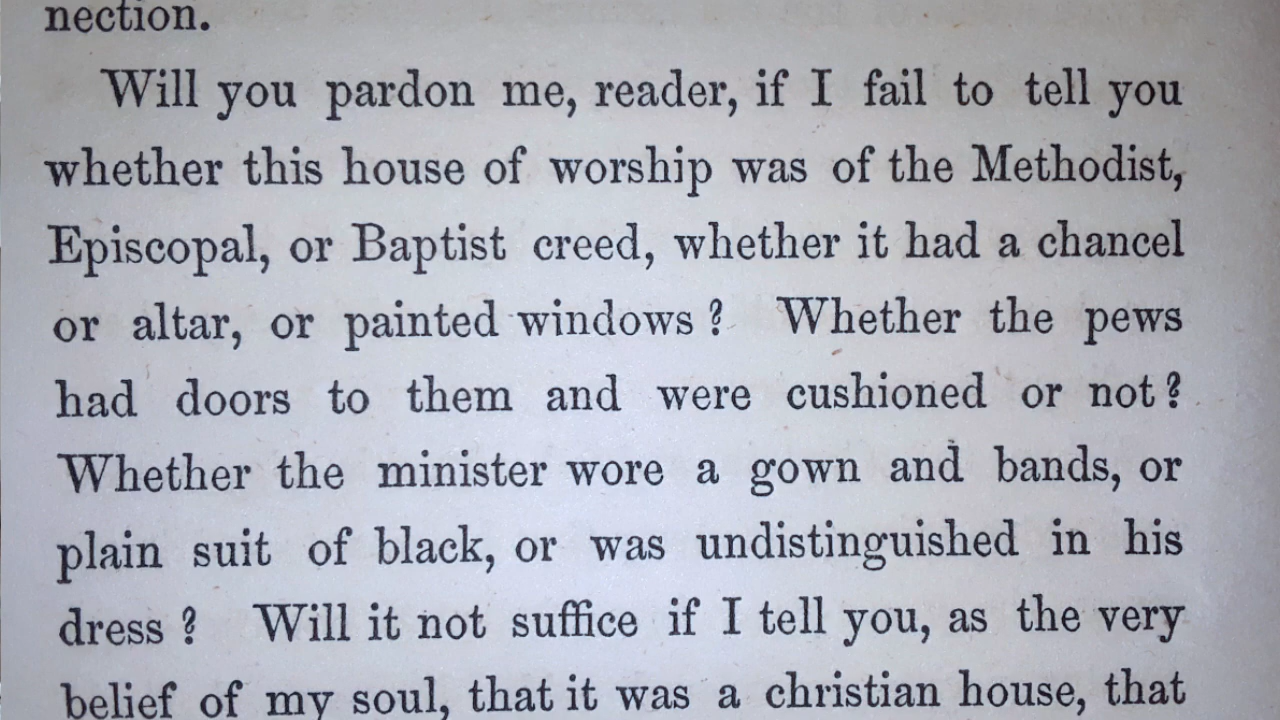 nection.
Will you pardon me, reader, if I fail to tell you
whether this house of worship was of the Methodist,
Episcopal, or Baptist creed, whether it had a chancel
or altar, or painted windows? Whether the pews
had doors to them and were cushioned or not?
Whether the minister wore a gown and bands, or
plain suit of black, or was undistinguished in his
dress? Will it not suffice if I tell you, as the very
belief of my soul, that it was a christian house, that